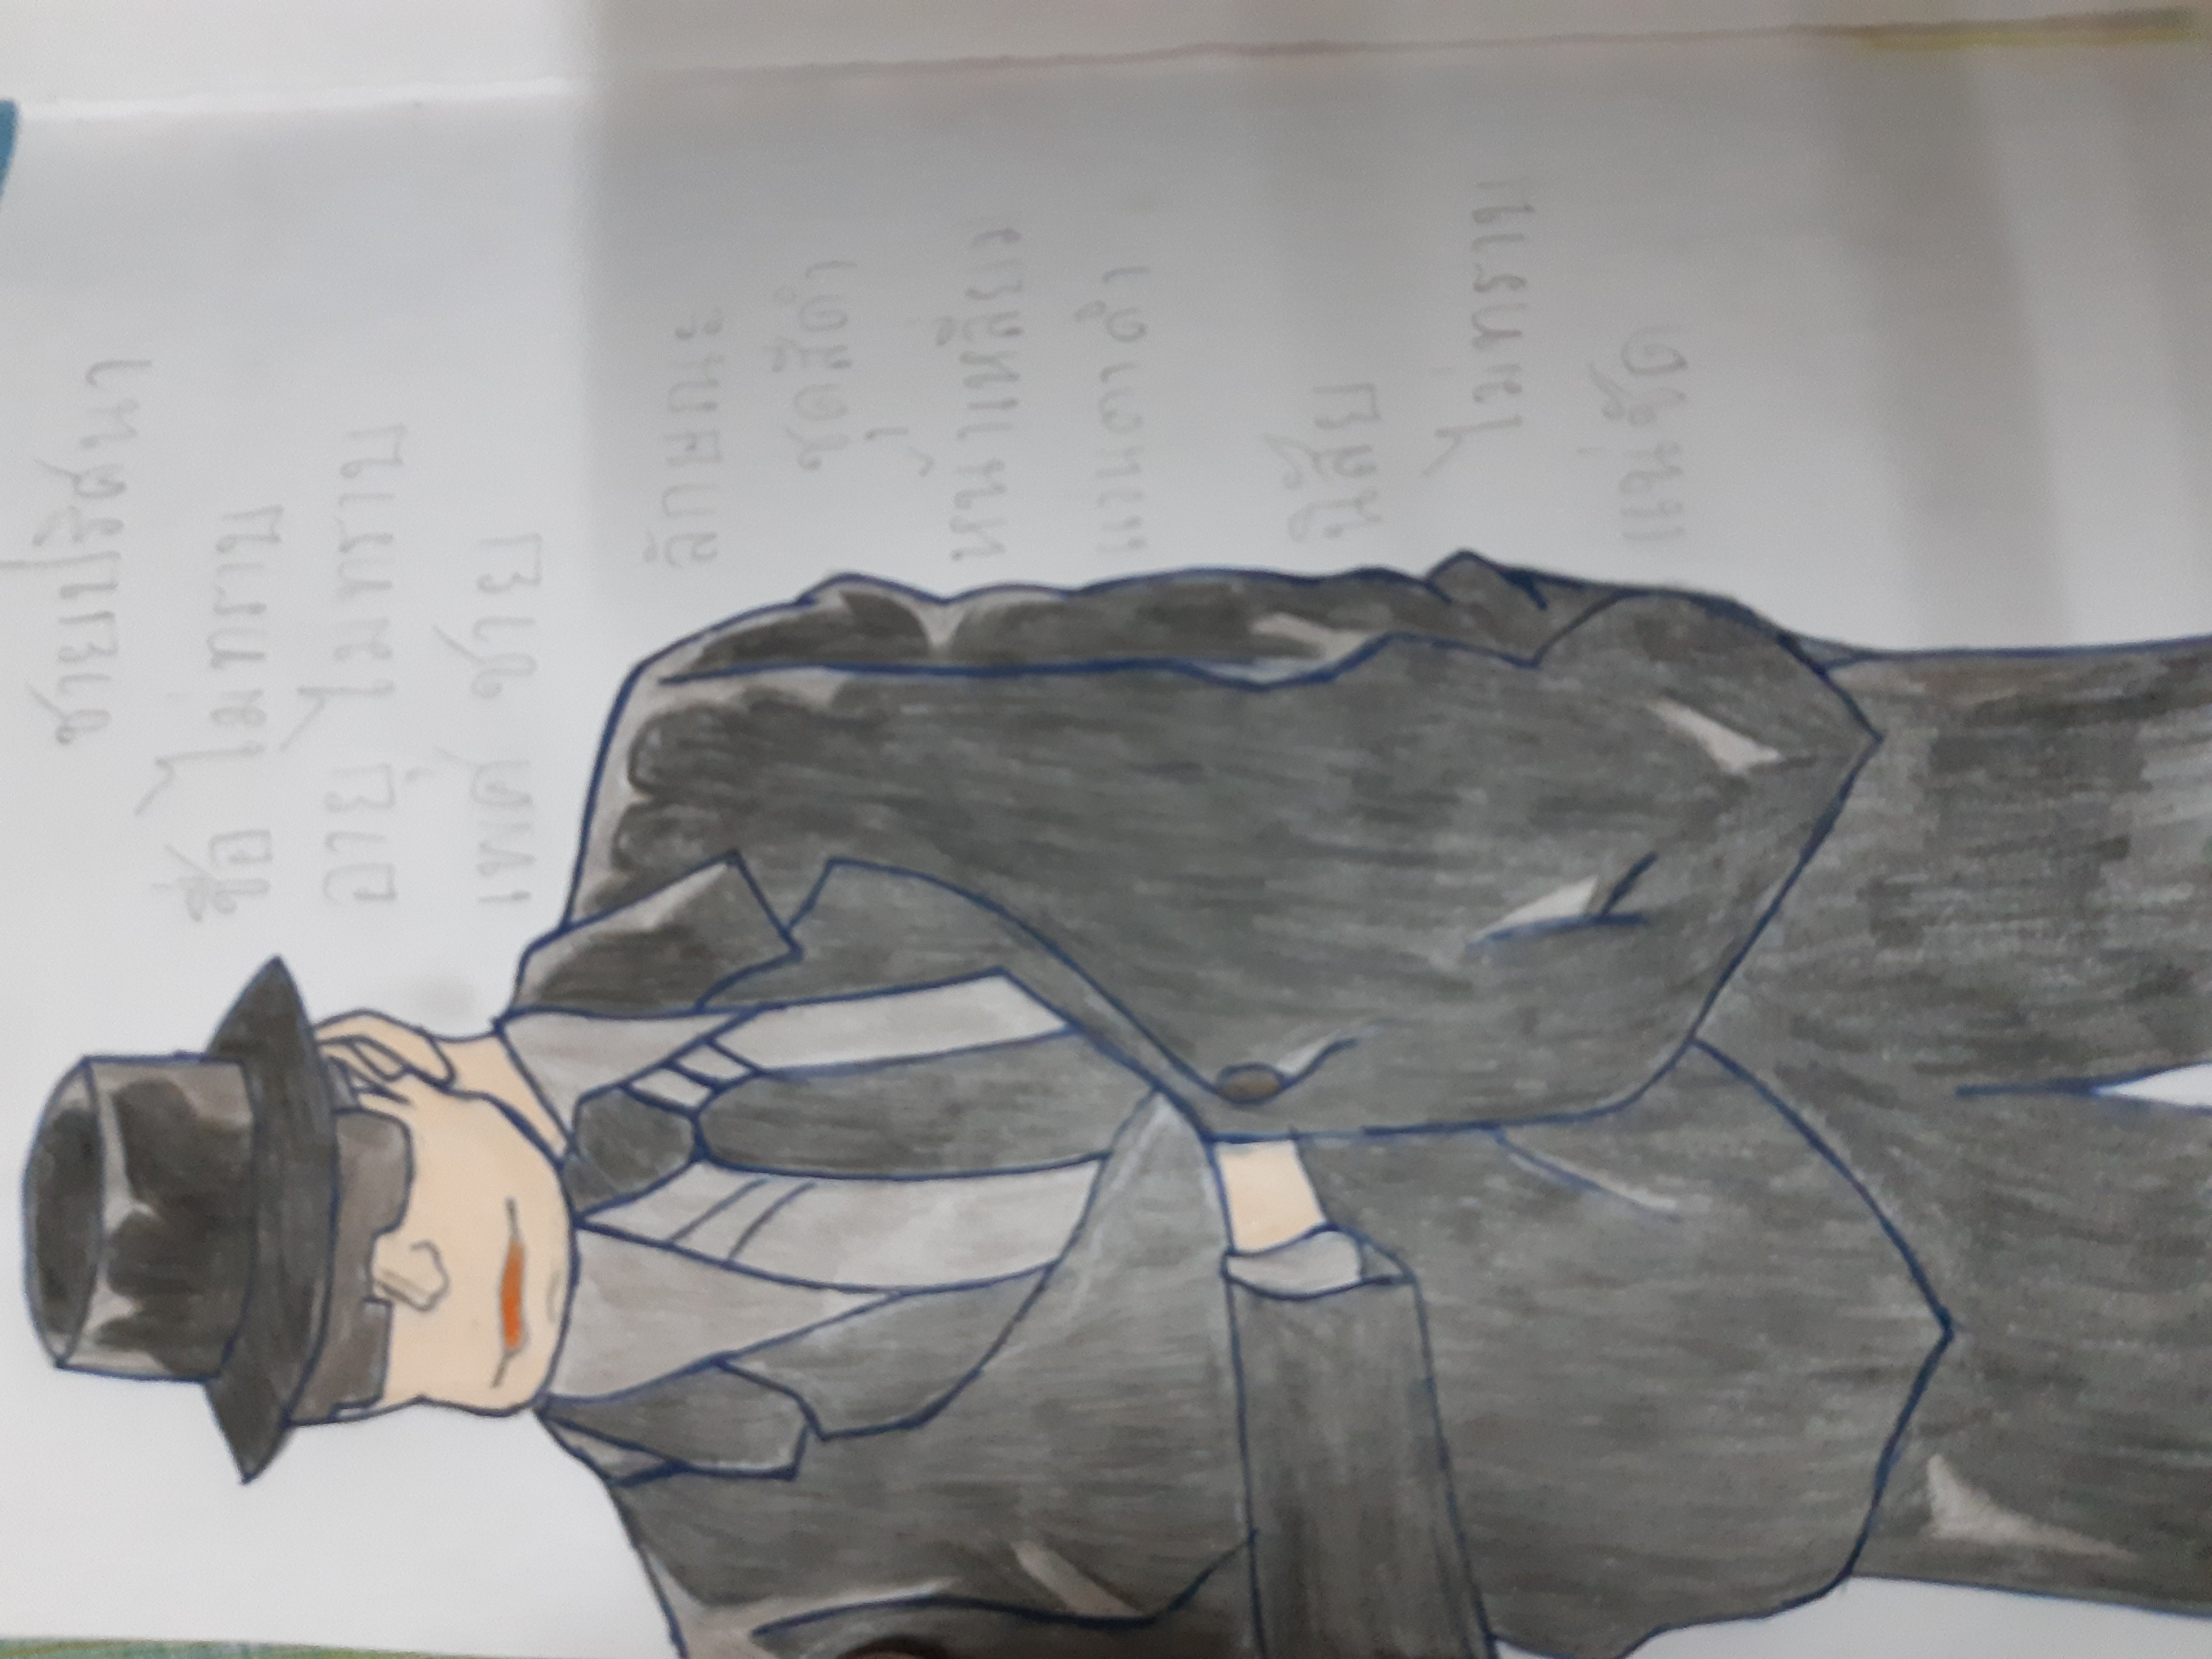 ชายปริศนา
ชื่อ ไม่ทราบ
อายุ ไม่ทราบ
เพศ ชาย
ลักษณะ
ชุดสีดำ
หน้าเหลี่ยม
แวนตาดำ
นิสัย
ไม่ทราบ
แน่ชัด